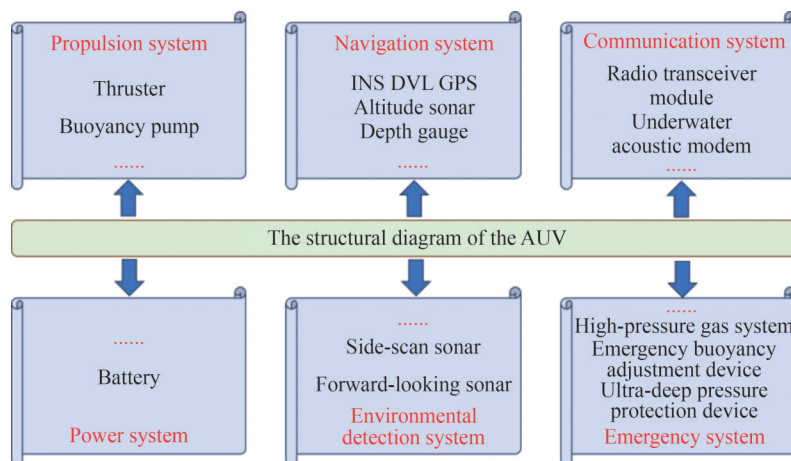 Propulsion system
Thruster
Buoyancy pump
......
Navigation system
INS DVL GPS
Altitude sonar
Depth gauge
......
Communication system
Radio transceiver
module
Underwater
acoustic modem
......
The structural diagram of the AUV
......
Battery
Power system
......
Side-scan sonar
Forward-looking sonar
Environmental
detection system
......
High-pressure gas system
Emergency buoyancy
adjustment device
Ultra-deep pressure
protection device
Emergency system